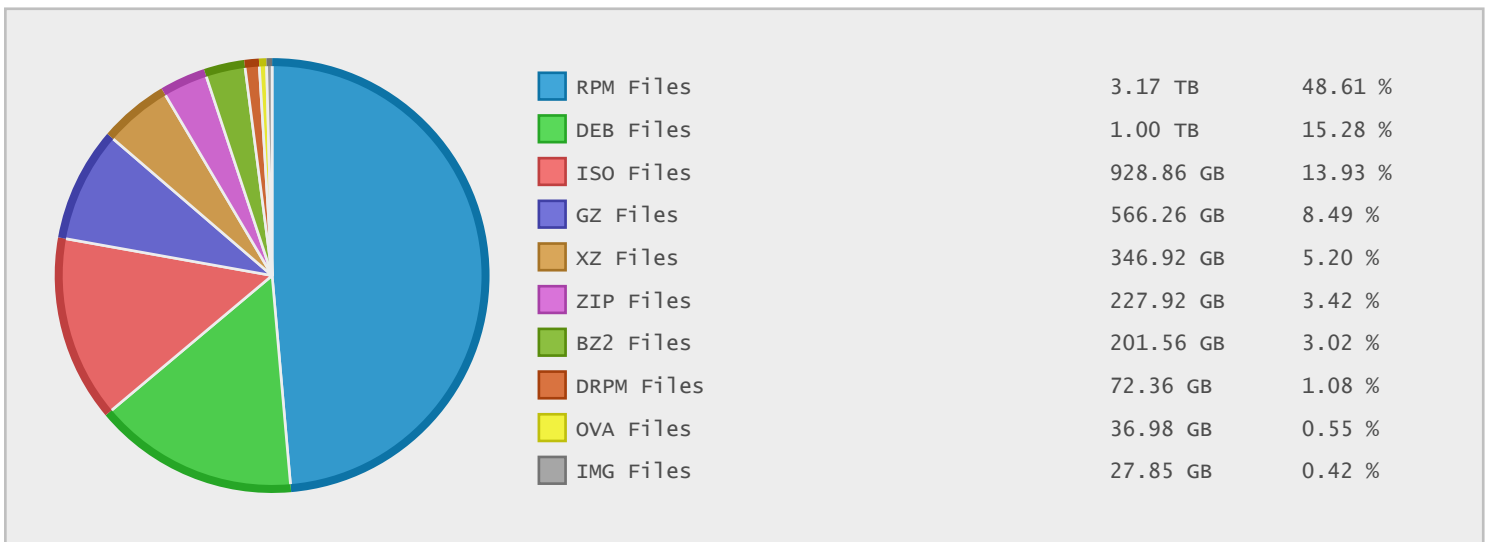 RPM Files 3.17 TB 48.61 %
DEB Files 1.00 TB 15.28 %
ISO Files 928.86 GB 13.93 %
GZ Files 566.26 GB 8.49 %
XZ Files 346.92 GB 5.20 %
ZIP Files 227.92 GB 3.42 %
BZ2 Files 201.56 GB 3.02 %
DRPM Files 72.36 GB 1.08 %
OVA Files 36.98 GB 0.55 %
IMG Files 27.85 GB 0.42 %